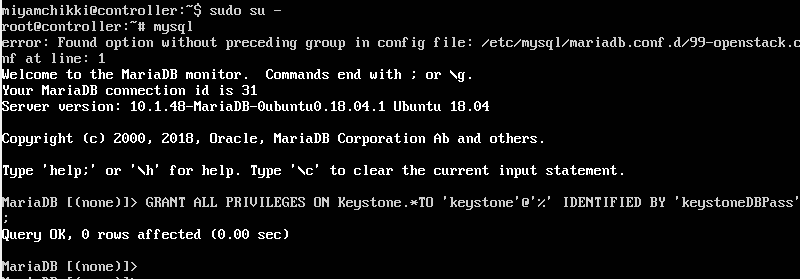 miyamchikki@controller:~$ sudo su -
root@controller:~# mysql
error: Found option without preceding group in config file: /etc/mysql/mariadb.conf.d/99-openstack.c
nf at line: 1
Welcome to the MariaDB monitor.  Commands end with ; or \g.
Your MariaDB connection id is 31
Server version: 10.1.48-MariaDB-0ubuntu0.18.04.1 Ubuntu 18.04

Copyright (c) 2000, 2018, Oracle, MariaDB Corporation Ab and others.

Type 'help;' or '\h' for help. Type '\c' to clear the current input statement.

MariaDB [(none)]> GRANT ALL PRIVILEGES ON Keystone.*TO 'keystone'@'%' IDENTIFIED BY 'keystoneDBPass'
;
Query OK, 0 rows affected (0.00 sec)

MariaDB [(none)]>
MariaDB [(none)]>